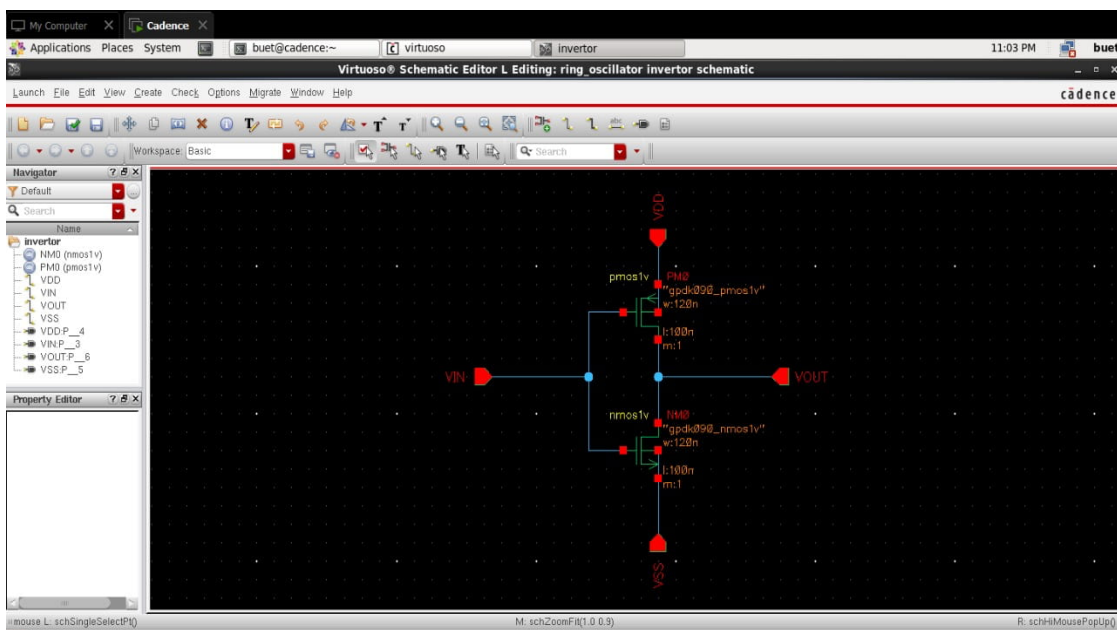 My Computer
Cadence
Applications Places System
buet@cadence:~
virtuoso
invertor
11:03 PM
buet
Virtuoso® Schematic Editor L Editing: ring_oscillator invertor schematic
Launch File Edit View Create Check Options Migrate Window Help
cādence
Workspace: Basic
Search
Navigator
Default
Search
Name
invertor
NM0 (nmos1v)
PM0 (pmos1v)
VDD
VIN
VOUT
VSS
VDD:P__4
VIN:P__3
VOUT:P__6
VSS:P__5
Property Editor
VDD
pmos1v
PM0
"gpdk090_pmos1v"
w:120n
l:100n
m:1
VIN
VOUT
nmos1v
NM0
"gpdk090_nmos1v"
w:120n
l:100n
m:1
VSS
mouse L: schSingleSelectPt()
M: schZoomFit(1.0 0.9)
R: schHiMousePopUp()